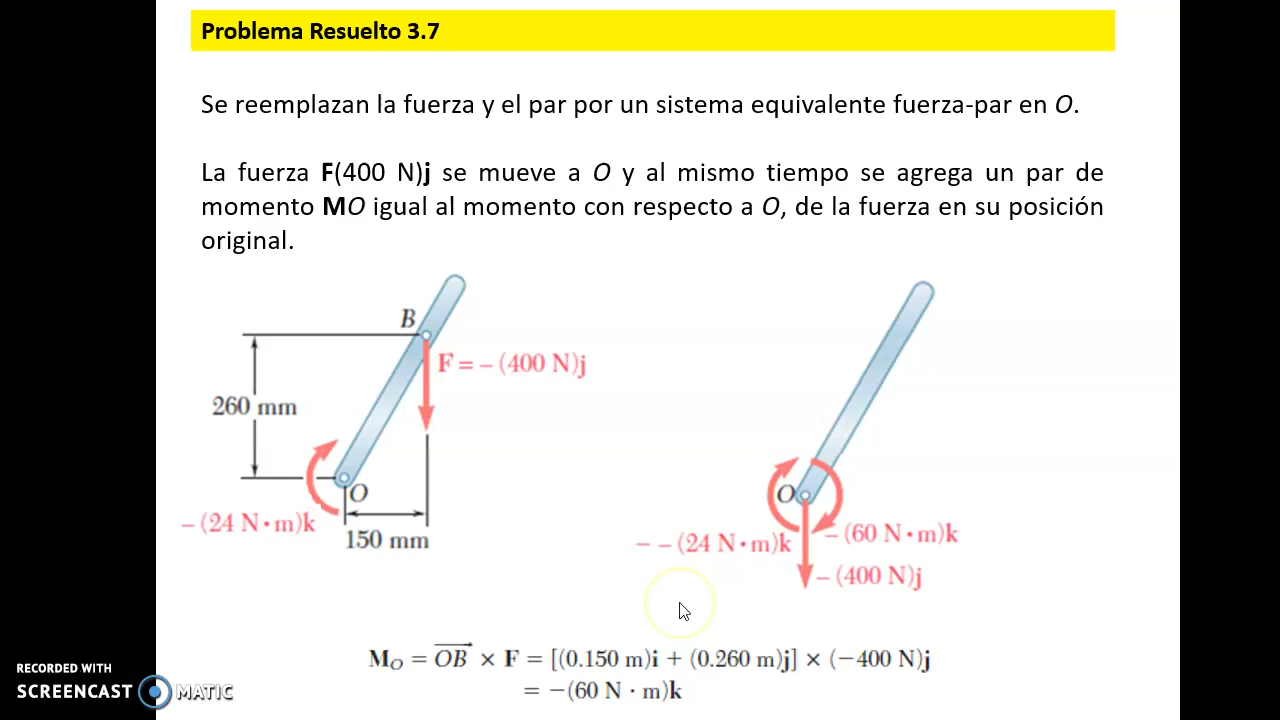 Problema Resuelto 3.7
Se reemplazan la fuerza y el par por un sistema equivalente fuerza-par en O.
La fuerza F(400 N)j se mueve a O y al mismo tiempo se agrega un par de
momento MO igual al momento con respecto a O, de la fuerza en su posición
original.
B
F = – (400 N)j
260 mm
O
– (24 N • m)k
150 mm
O
– (60 N • m)k
– – (24 N • m)k
– (400 N)j
M_O = OB × F = [(0.150 m)i + (0.260 m)j] × (−400 N)j
= −(60 N · m)k
RECORDED WITH
SCREENCAST MATIC